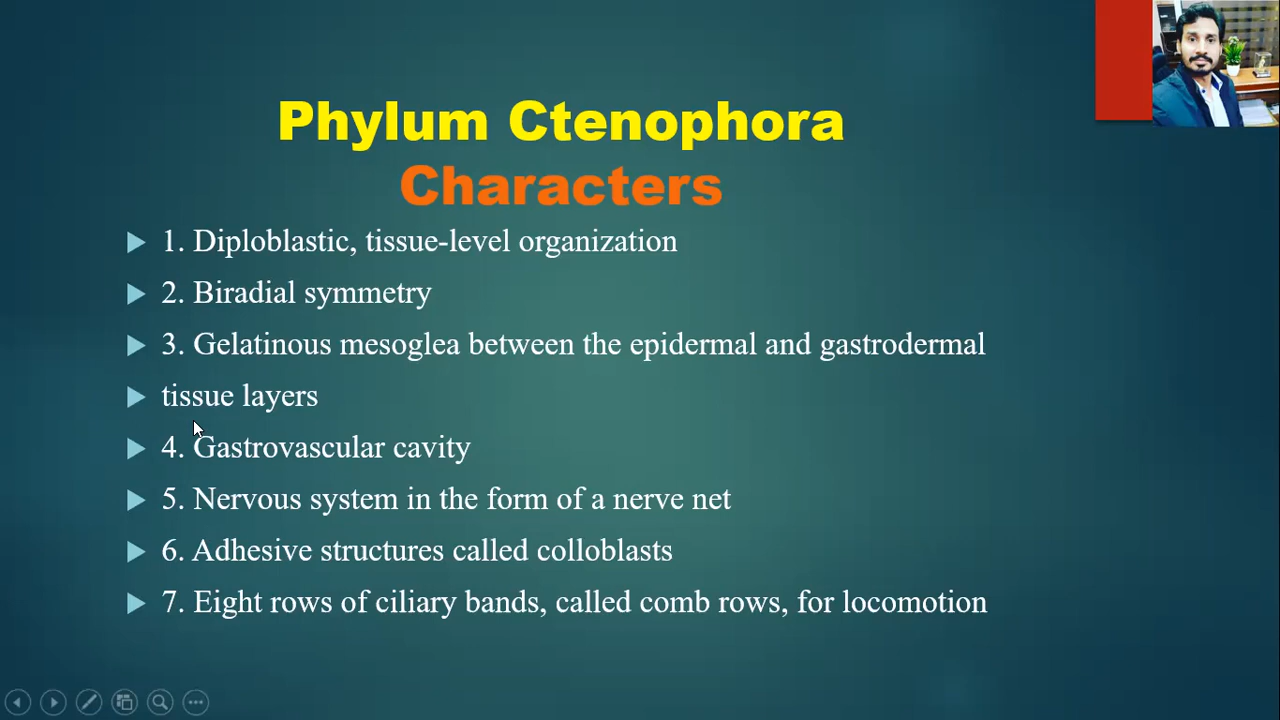 Phylum Ctenophora
Characters
1. Diploblastic, tissue-level organization
2. Biradial symmetry
3. Gelatinous mesoglea between the epidermal and gastrodermal
tissue layers
4. Gastrovascular cavity
5. Nervous system in the form of a nerve net
6. Adhesive structures called colloblasts
7. Eight rows of ciliary bands, called comb rows, for locomotion